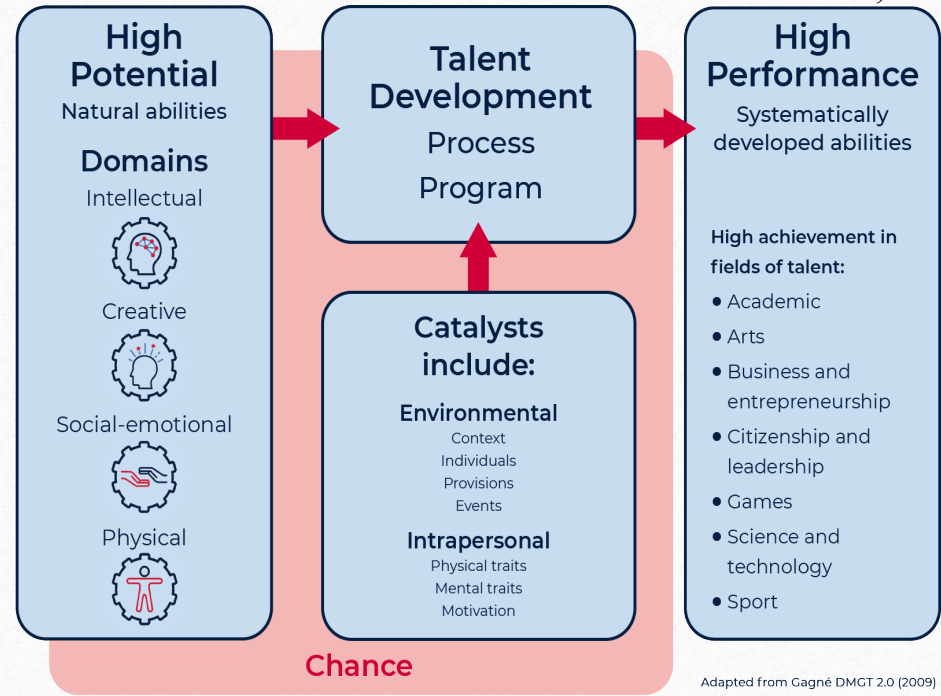 High
Potential
Natural abilities
Domains
Intellectual
Creative
Social-emotional
Physical
Talent
Development
Process
Program
Catalysts
include:
Environmental
Context
Individuals
Provisions
Events
Intrapersonal
Physical traits
Mental traits
Motivation
Chance
High
Performance
Systematically
developed abilities
High achievement in
fields of talent:
• Academic
• Arts
• Business and
entrepreneurship
• Citizenship and
leadership
• Games
• Science and
technology
• Sport
Adapted from Gagné DMGT 2.0 (2009)